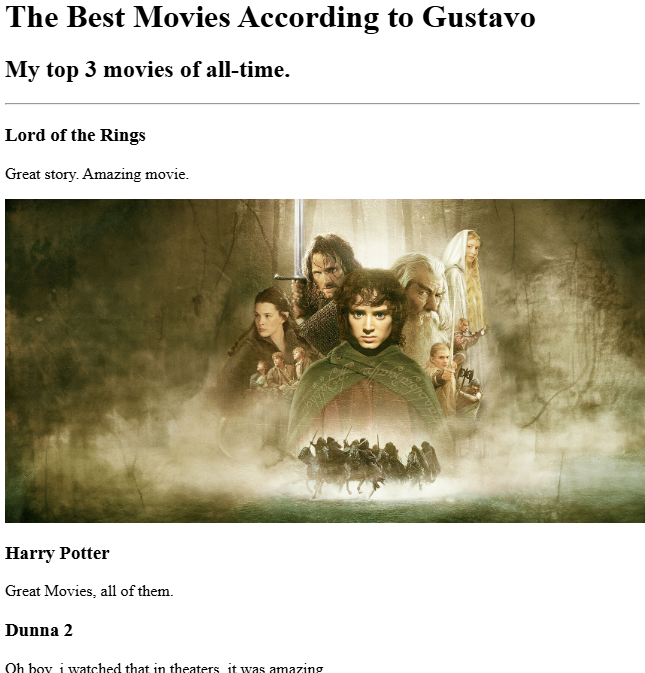 The Best Movies According to Gustavo
My top 3 movies of all-time.
Lord of the Rings
Great story. Amazing movie.
Harry Potter
Great Movies, all of them.
Dunna 2
Oh boy, i watched that in theaters, it was amazing